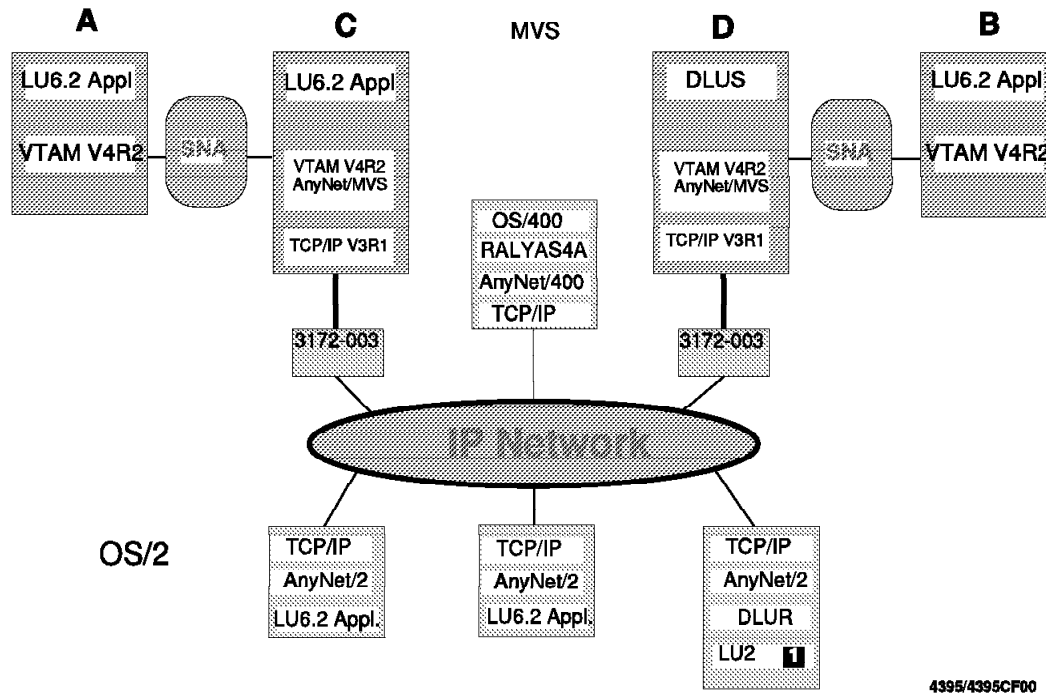 A
C
MVS
D
B
LU6.2 Appl
VTAM V4R2
SNA
LU6.2 Appl
VTAM V4R2
AnyNet/MVS
TCP/IP V3R1
3172-003
OS/400
RALYAS4A
AnyNet/400
TCP/IP
DLUS
VTAM V4R2
AnyNet/MVS
TCP/IP V3R1
3172-003
SNA
LU6.2 Appl
VTAM V4R2
IP Network
OS/2
TCP/IP
AnyNet/2
LU6.2 Appl.
TCP/IP
AnyNet/2
LU6.2 Appl.
TCP/IP
AnyNet/2
DLUR
LU2 1
4395/4395CF00